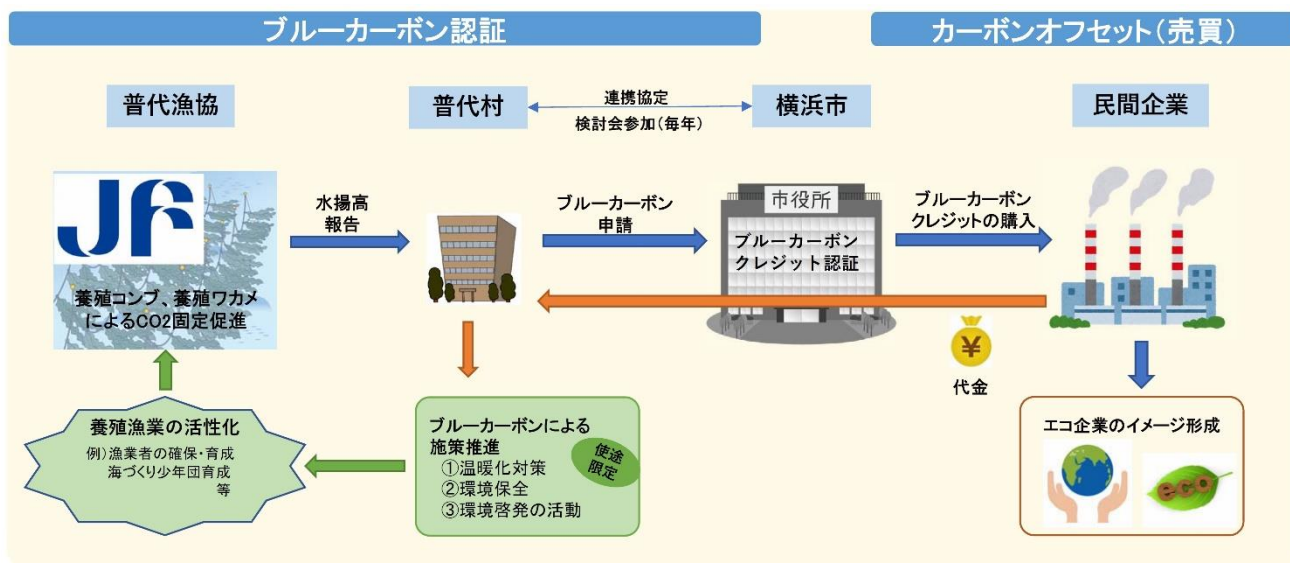 ブルーカーボン認証
カーボンオフセット(売買)
普代漁協
普代村
連携協定
検討会参加(毎年)
横浜市
民間企業
JF
養殖コンブ、養殖ワカメ
によるCO2固定促進
水揚高
報告
ブルーカーボン
申請
市役所
ブルーカーボン
クレジット認証
ブルーカーボン
クレジットの購入
¥
代金
養殖漁業の活性化
例)漁業者の確保・育成
海づくり少年団育成
等
ブルーカーボンによる
施策推進
①温暖化対策
②環境保全
③環境啓発の活動
使途
限定
エコ企業のイメージ形成
eco